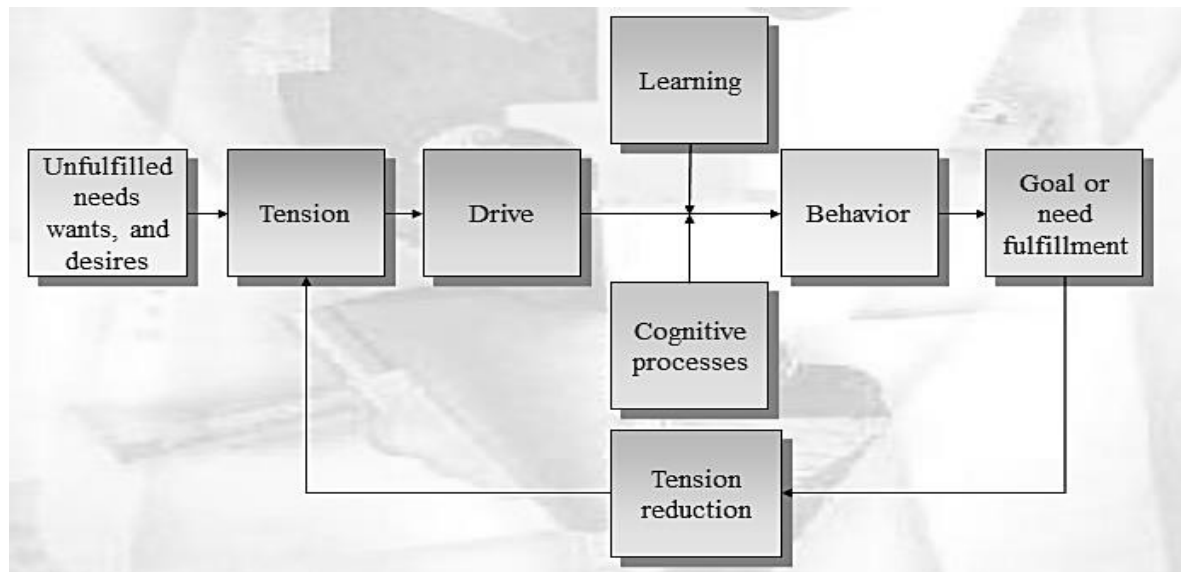 Learning
Unfulfilled
needs
wants, and
desires
Tension
Drive
Behavior
Goal or
need
fulfillment
Cognitive
processes
Tension
reduction